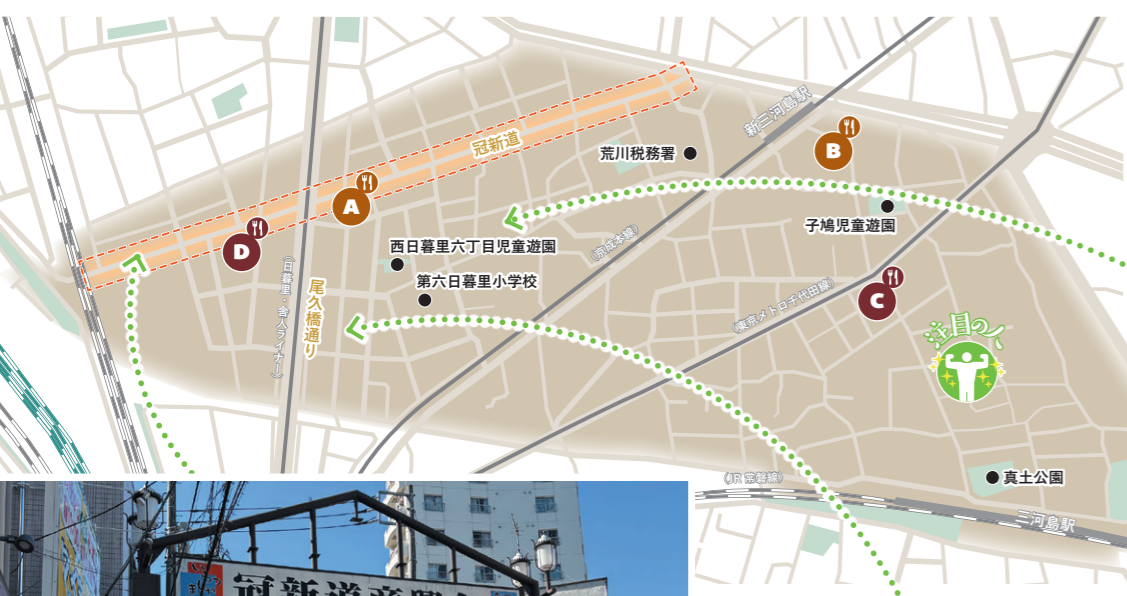 新三河島駅
冠新道
荒川税務署
B
A
子鳩児童遊園
D
西日暮里六丁目児童遊園
(京成本線)
第六日暮里小学校
(日暮里・舎人ライナー)
尾久橋通り
C
(東京メトロ千代田線)
注目の人
(JR常磐線)
真土公園
三河島駅
冠新道商興会